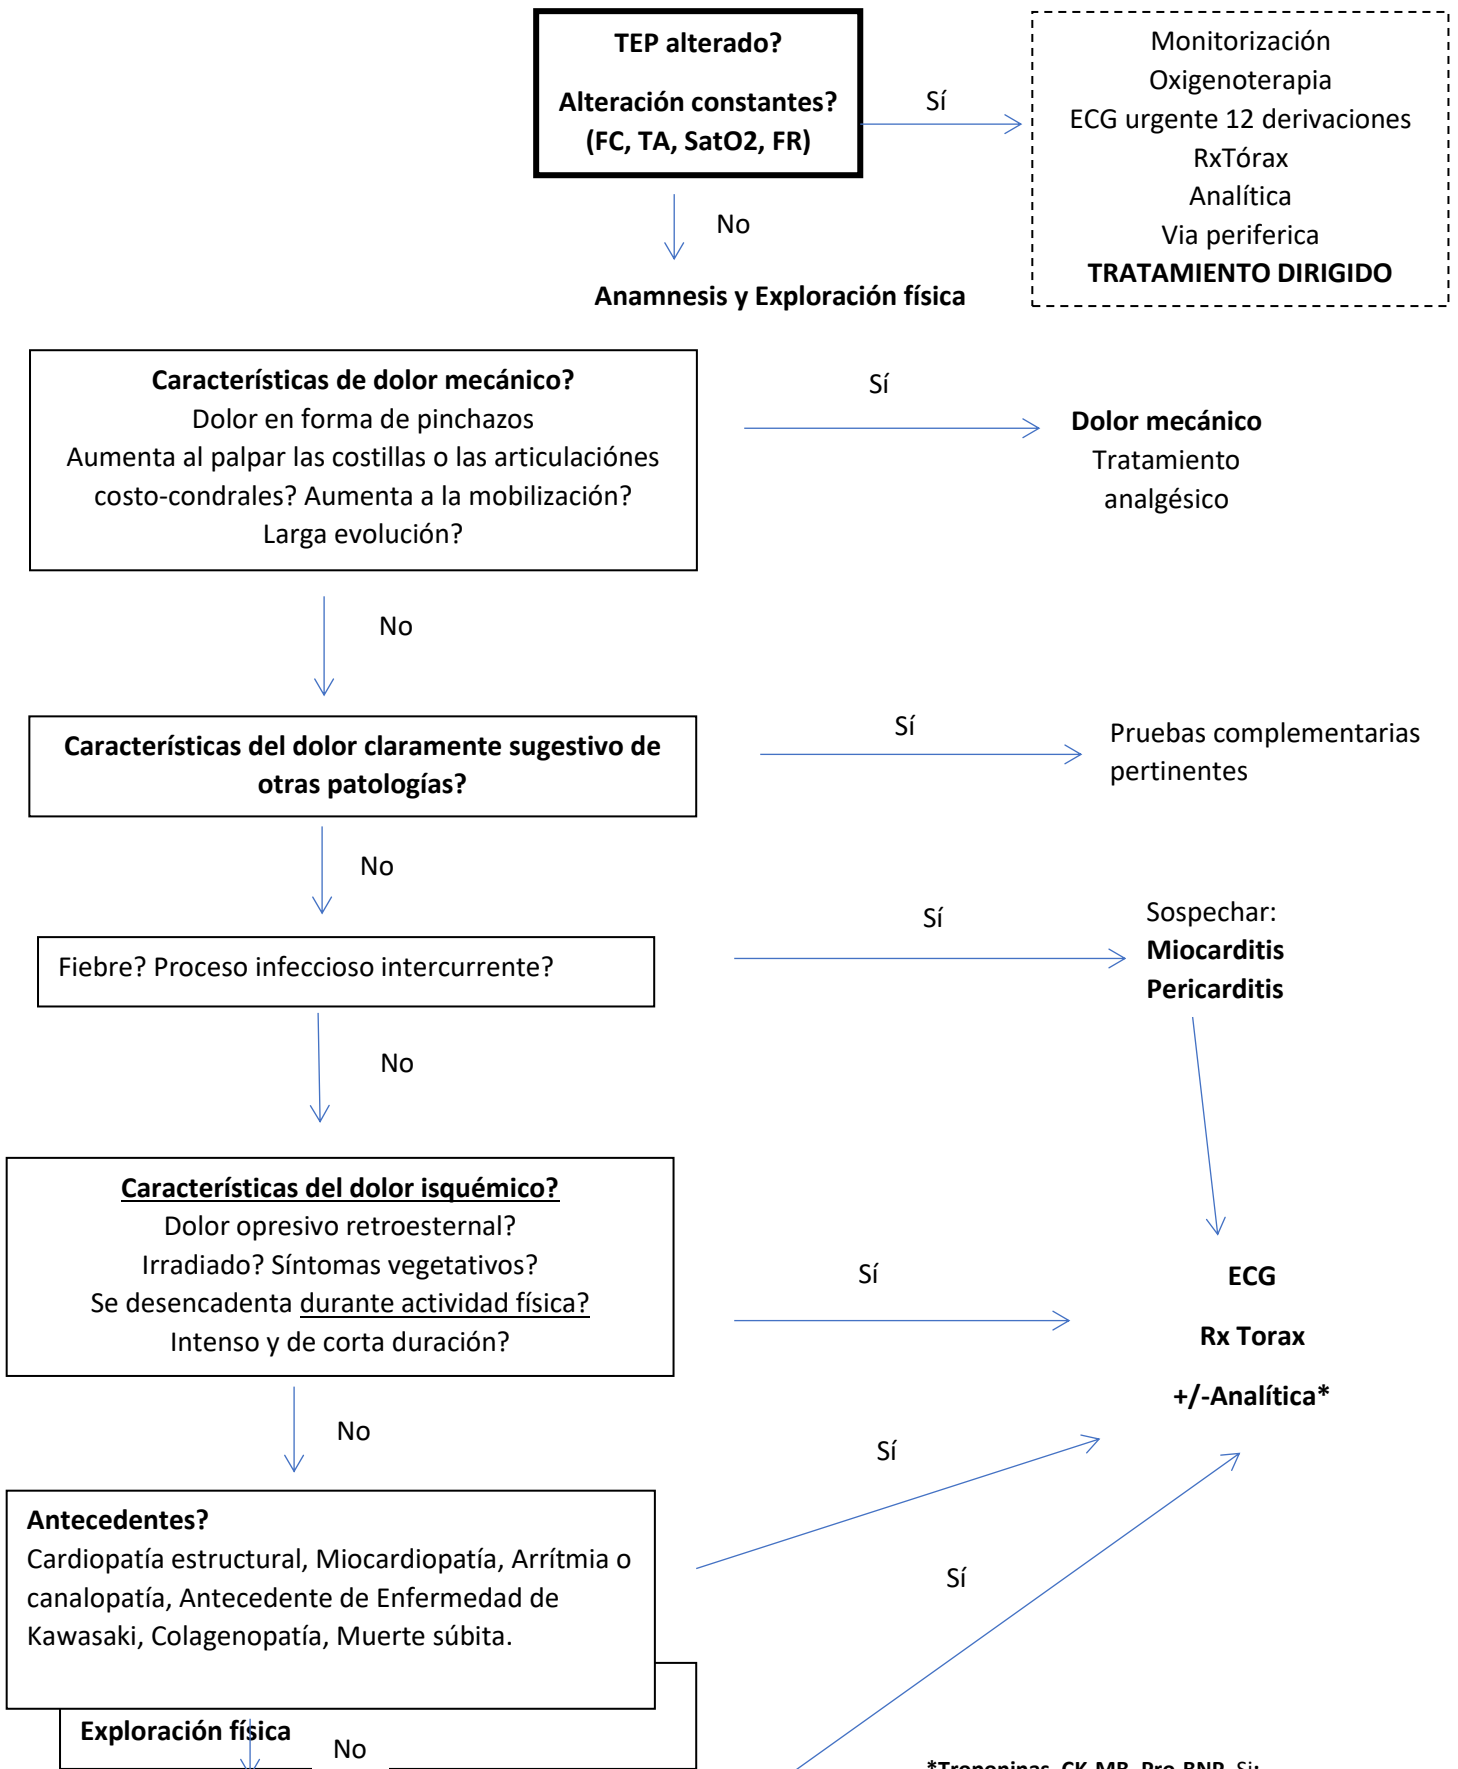 TEP alterado?
Alteración constantes?
(FC, TA, SatO2, FR)
Sí
Monitorización
Oxigenoterapia
ECG urgente 12 derivaciones
RxTórax
Analítica
Via periferica
TRATAMIENTO DIRIGIDO
No
Anamnesis y Exploración física
Características de dolor mecánico?
Dolor en forma de pinchazos
Aumenta al palpar las costillas o las articulaciónes
costo-condrales? Aumenta a la mobilización?
Larga evolución?
Sí
Dolor mecánico
Tratamiento
analgésico
No
Características del dolor claramente sugestivo de
otras patologías?
Sí
Pruebas complementarias
pertinentes
No
Fiebre? Proceso infeccioso intercurrente?
Sí
Sospechar:
Miocarditis
Pericarditis
No
Características del dolor isquémico?
Dolor opresivo retroesternal?
Irradiado? Síntomas vegetativos?
Se desencadenta durante actividad física?
Intenso y de corta duración?
Sí
ECG
Rx Torax
+/-Analítica*
No
Antecedentes?
Cardiopatía estructural, Miocardiopatía, Arrítmia o
canalopatía, Antecedente de Enfermedad de
Kawasaki, Colagenopatía, Muerte súbita.
Sí
Sí
Exploración física
No
*Troponinas, CK-MB, Pro-BNP. Si: